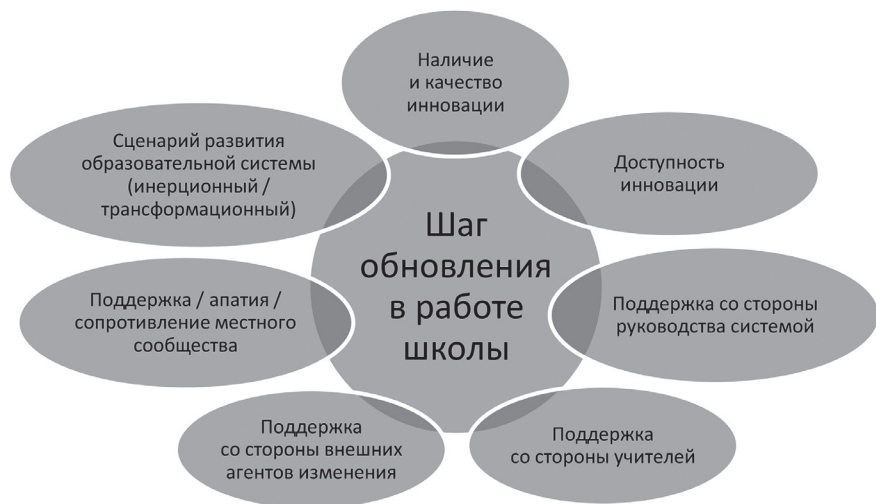 Наличие
и качество
инновации
Сценарий развития
образовательной системы
(инерционный /
трансформационный)
Доступность
инновации
Шаг
обновления
в работе
школы
Поддержка / апатия /
сопротивление местного
сообщества
Поддержка со стороны
руководства системой
Поддержка
со стороны внешних
агентов изменения
Поддержка
со стороны учителей